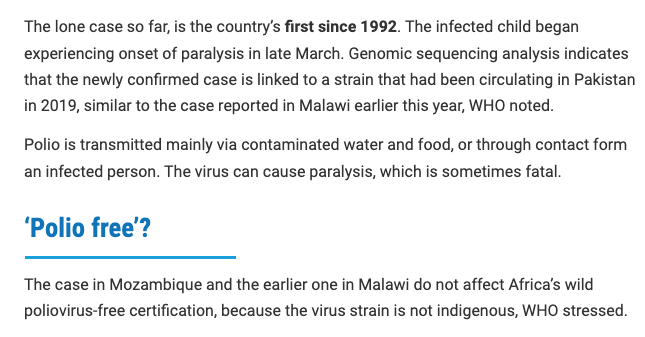 The lone case so far, is the country's first since 1992. The infected child began
experiencing onset of paralysis in late March. Genomic sequencing analysis indicates
that the newly confirmed case is linked to a strain that had been circulating in Pakistan
in 2019, similar to the case reported in Malawi earlier this year, WHO noted.
Polio is transmitted mainly via contaminated water and food, or through contact form
an infected person. The virus can cause paralysis, which is sometimes fatal.
‘Polio free’?
The case in Mozambique and the earlier one in Malawi do not affect Africa's wild
poliovirus-free certification, because the virus strain is not indigenous, WHO stressed.